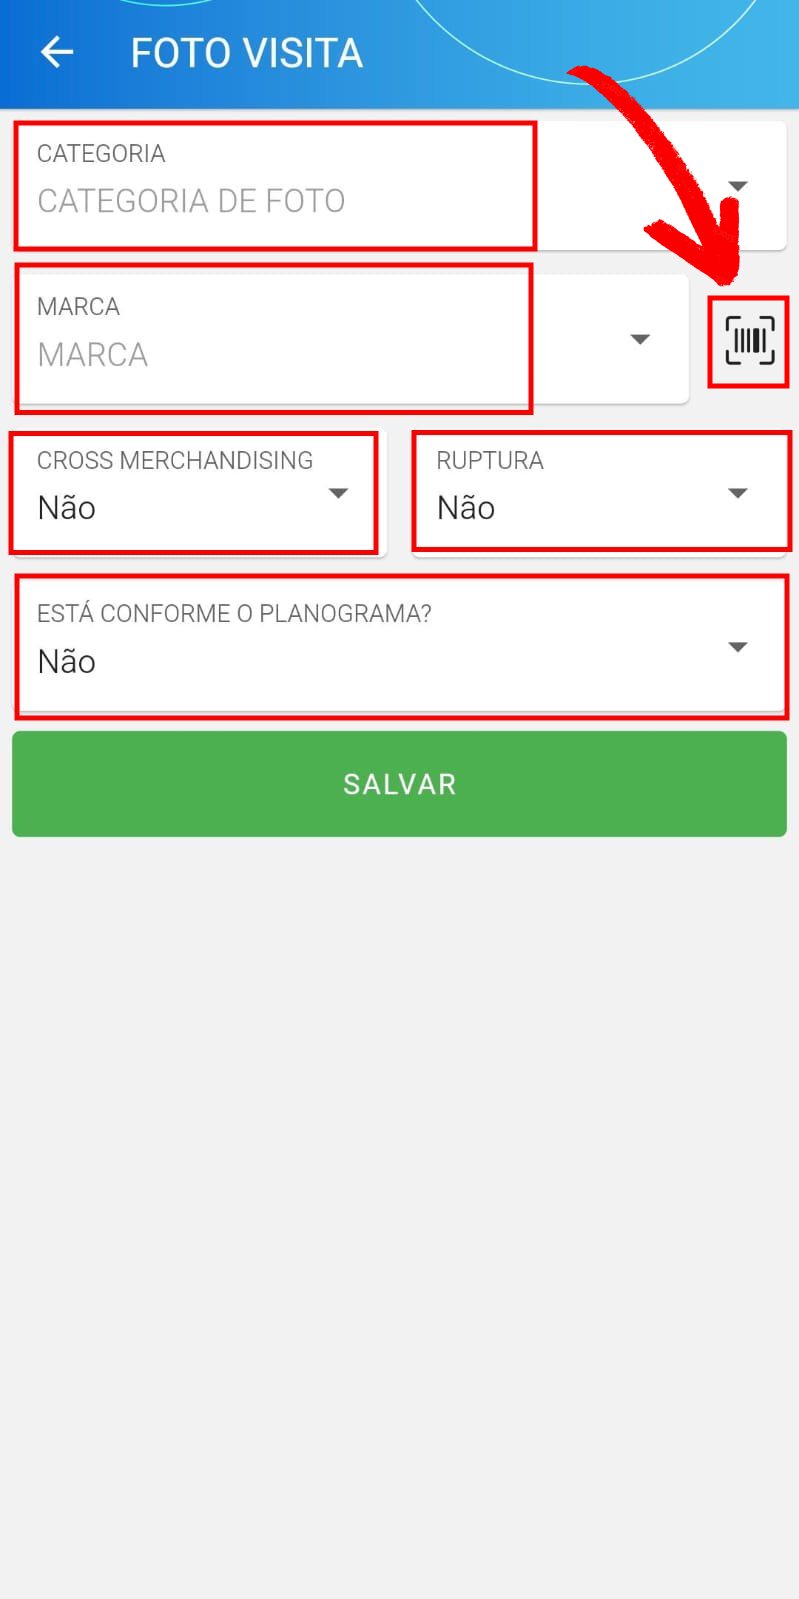 FOTO VISITA
CATEGORIA
CATEGORIA DE FOTO
MARCA
MARCA
CROSS MERCHANDISING
Não
RUPTURA
Não
ESTÁ CONFORME O PLANOGRAMA?
Não
SALVAR